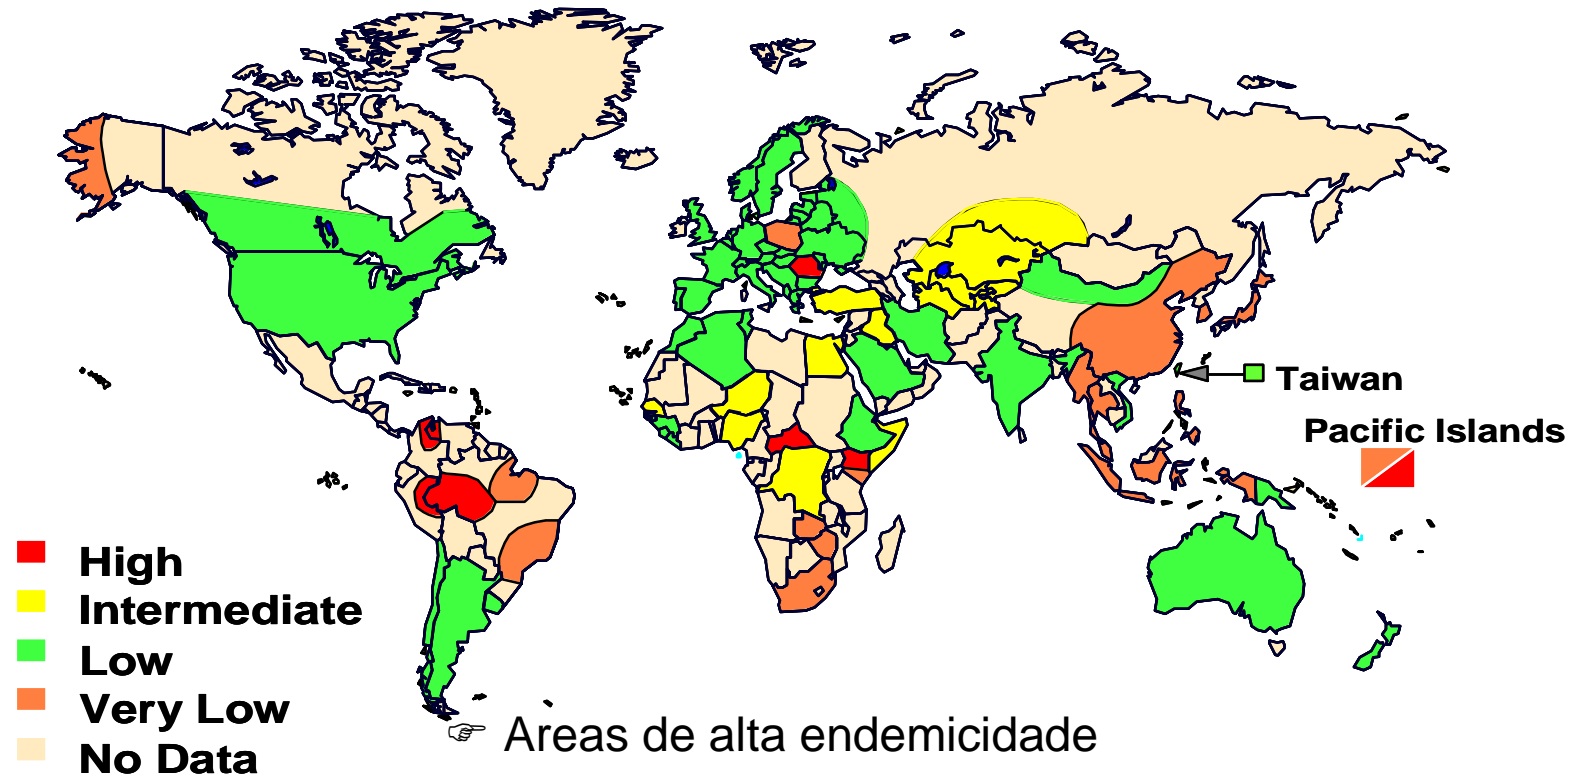 Taiwan
Pacific Islands
High
Intermediate
Low
Very Low
No Data
☞ Areas de alta endemicidade